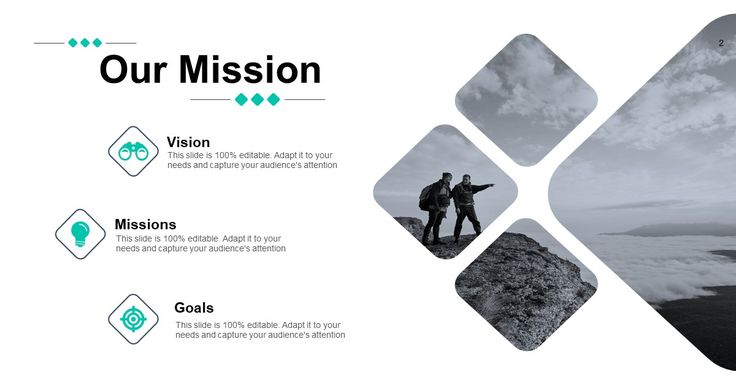 2
Our Mission
Vision
This slide is 100% editable. Adapt it to your
needs and capture your audience's attention
Missions
This slide is 100% editable. Adapt it to your
needs and capture your audience's attention
Goals
This slide is 100% editable. Adapt it to your
needs and capture your audience's attention